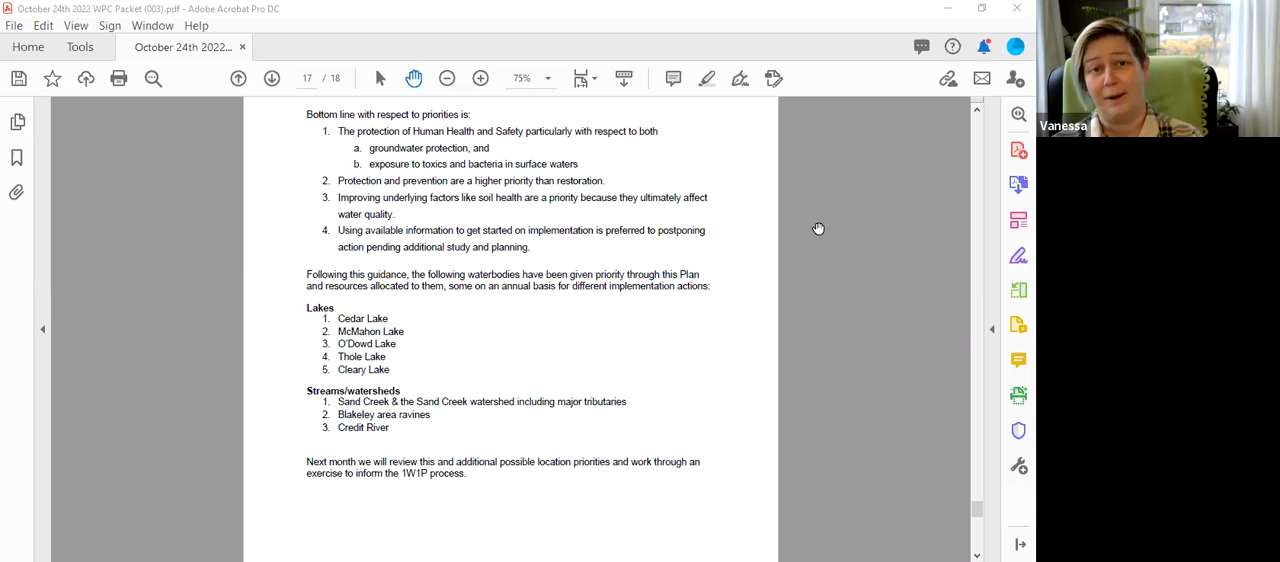 October 24th 2022 WPC Packet (003).pdf - Adobe Acrobat Pro DC
File Edit View Sign Window Help
Home Tools October 24th 2022... ×
17 / 18 75%
Bottom line with respect to priorities is:
1. The protection of Human Health and Safety particularly with respect to both
a. groundwater protection, and
b. exposure to toxics and bacteria in surface waters
2. Protection and prevention are a higher priority than restoration.
3. Improving underlying factors like soil health are a priority because they ultimately affect
water quality.
4. Using available information to get started on implementation is preferred to postponing
action pending additional study and planning.
Following this guidance, the following waterbodies have been given priority through this Plan
and resources allocated to them, some on an annual basis for different implementation actions:
Lakes
1. Cedar Lake
2. McMahon Lake
3. O'Dowd Lake
4. Thole Lake
5. Cleary Lake
Streams/watersheds
1. Sand Creek & the Sand Creek watershed including major tributaries
2. Blakeley area ravines
3. Credit River
Next month we will review this and additional possible location priorities and work through an
exercise to inform the 1W1P process.
Vanessa